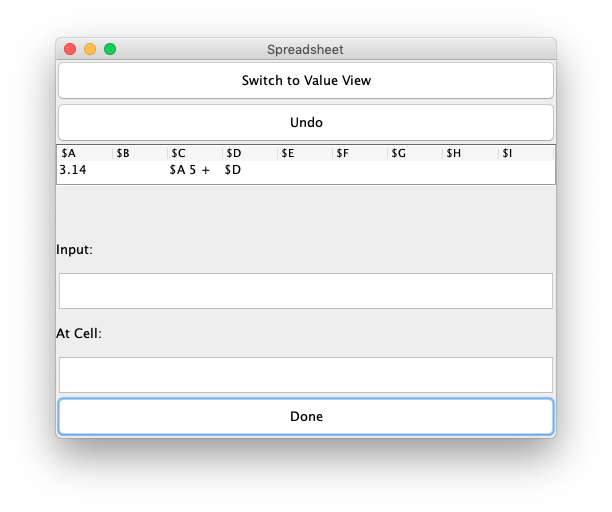 Spreadsheet
Switch to Value View
Undo
$A $B $C $D $E $F $G $H $I
3.14 $A 5 + $D
Input:
At Cell:
Done